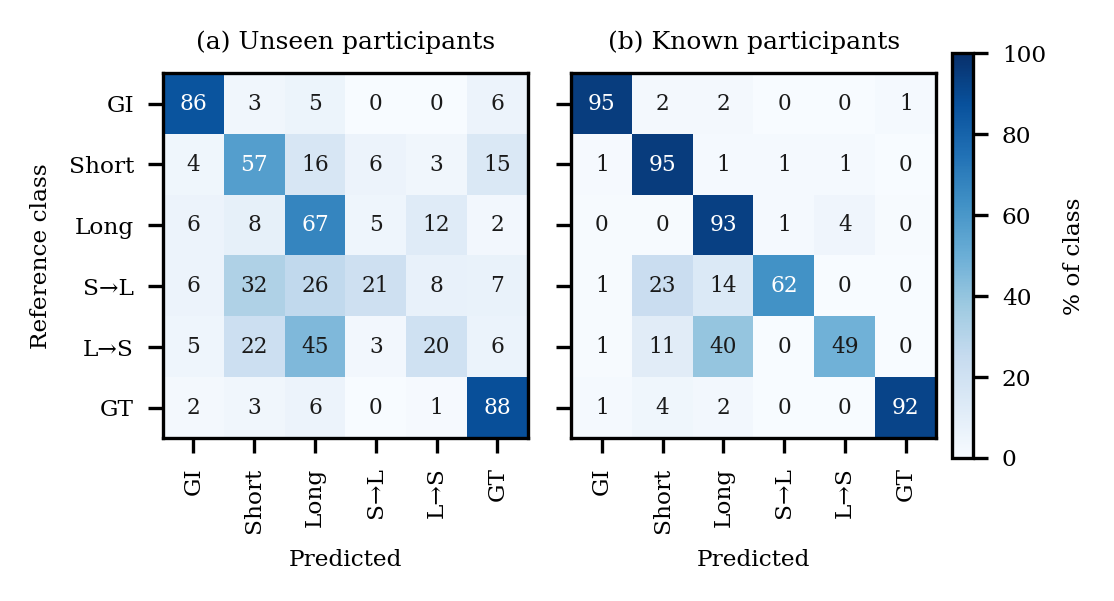 (a) Unseen participants
(b) Known participants
Reference class
GI 86 3 5 0 0 6
Short 4 57 16 6 3 15
Long 6 8 67 5 12 2
S→L 6 32 26 21 8 7
L→S 5 22 45 3 20 6
GT 2 3 6 0 1 88
GI Short Long S→L L→S GT
Predicted
95 2 2 0 0 1
1 95 1 1 1 0
0 0 93 1 4 0
1 23 14 62 0 0
1 11 40 0 49 0
1 4 2 0 0 92
GI Short Long S→L L→S GT
Predicted
100
80
60
40
20
0
% of class